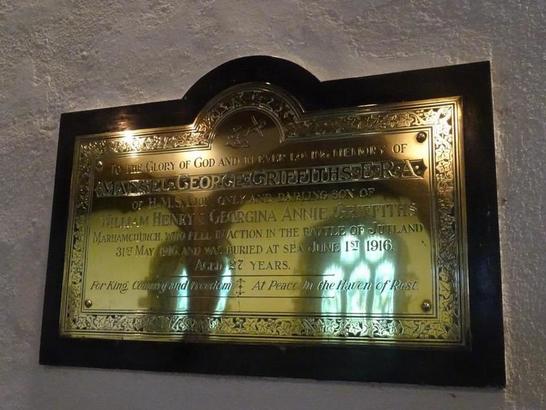 To the Glory of God and in ever loving memory of
Mansel George Griffiths E.R.A.
of H.M.S. only and darling son of
William Henry & Georgina Annie Griffiths
Marhamchurch, who fell in action in the Battle of Jutland
31st May 1916, and was buried at sea June 1st 1916.
Aged 27 years.
For King, Country and Freedom At Peace in the Haven of Rest.